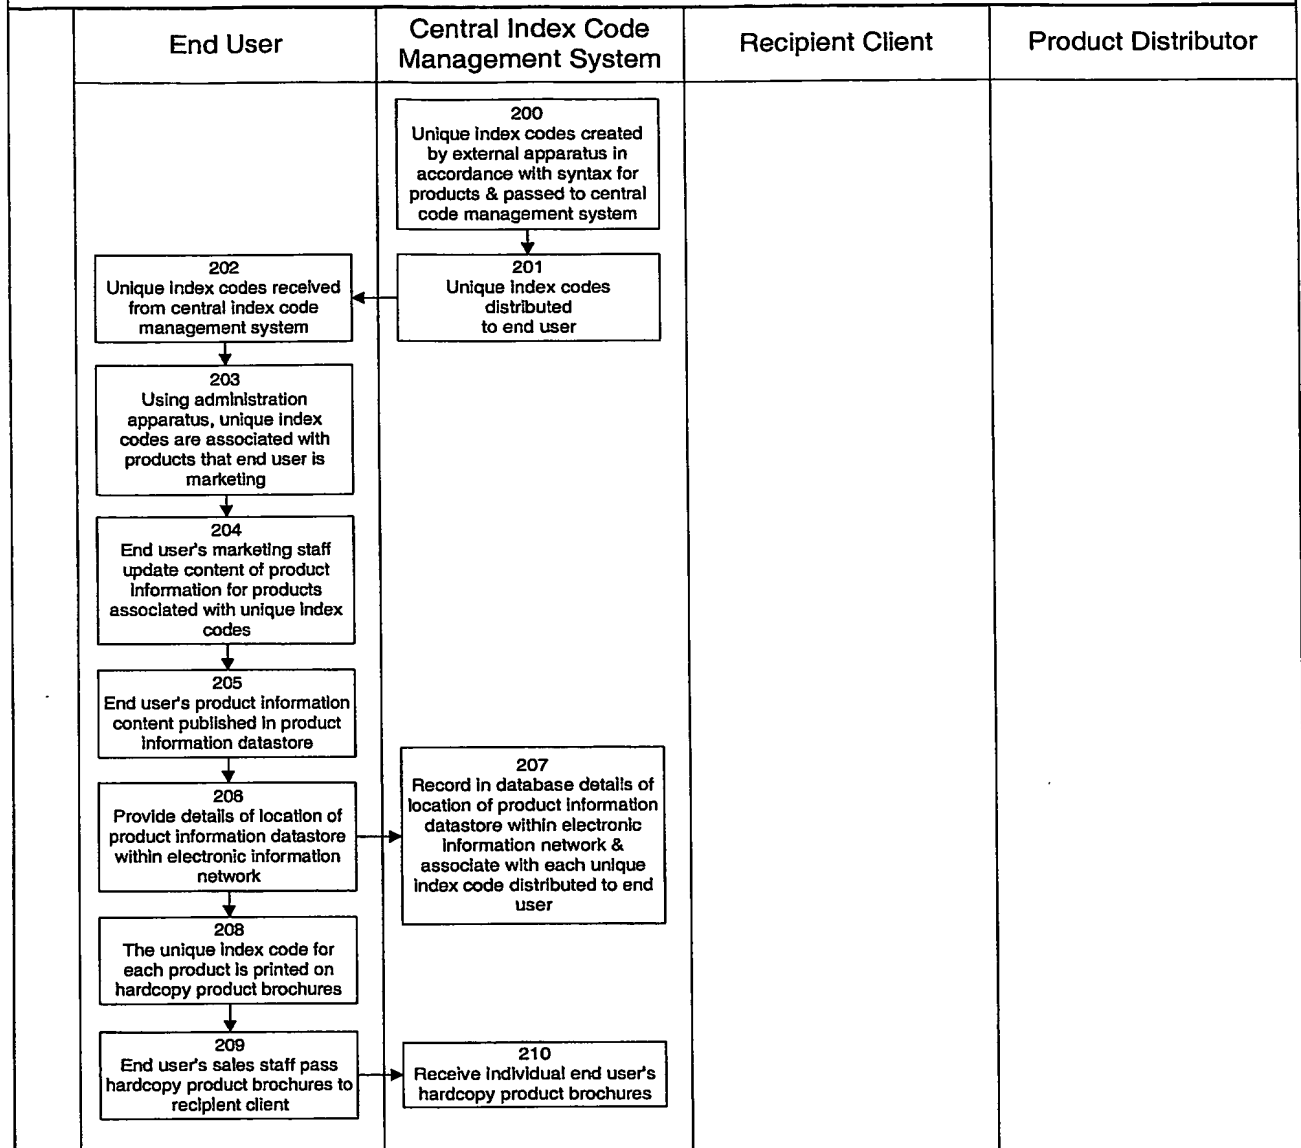 End User
Central Index Code
Management System
Recipient Client
Product Distributor
200
Unique index codes created
by external apparatus in
accordance with syntax for
products & passed to central
code management system
202
Unique index codes received
from central index code
management system
201
Unique index codes
distributed
to end user
203
Using administration
apparatus, unique index
codes are associated with
products that end user is
marketing
204
End user's marketing staff
update content of product
information for products
associated with unique index
codes
205
End user's product information
content published in product
information datastore
206
Provide details of location of
product information datastore
within electronic information
network
207
Record in database details of
location of product information
datastore within electronic
information network &
associate with each unique
index code distributed to end
user
208
The unique index code for
each product is printed on
hardcopy product brochures
209
End user's sales staff pass
hardcopy product brochures to
recipient client
210
Receive individual end user's
hardcopy product brochures